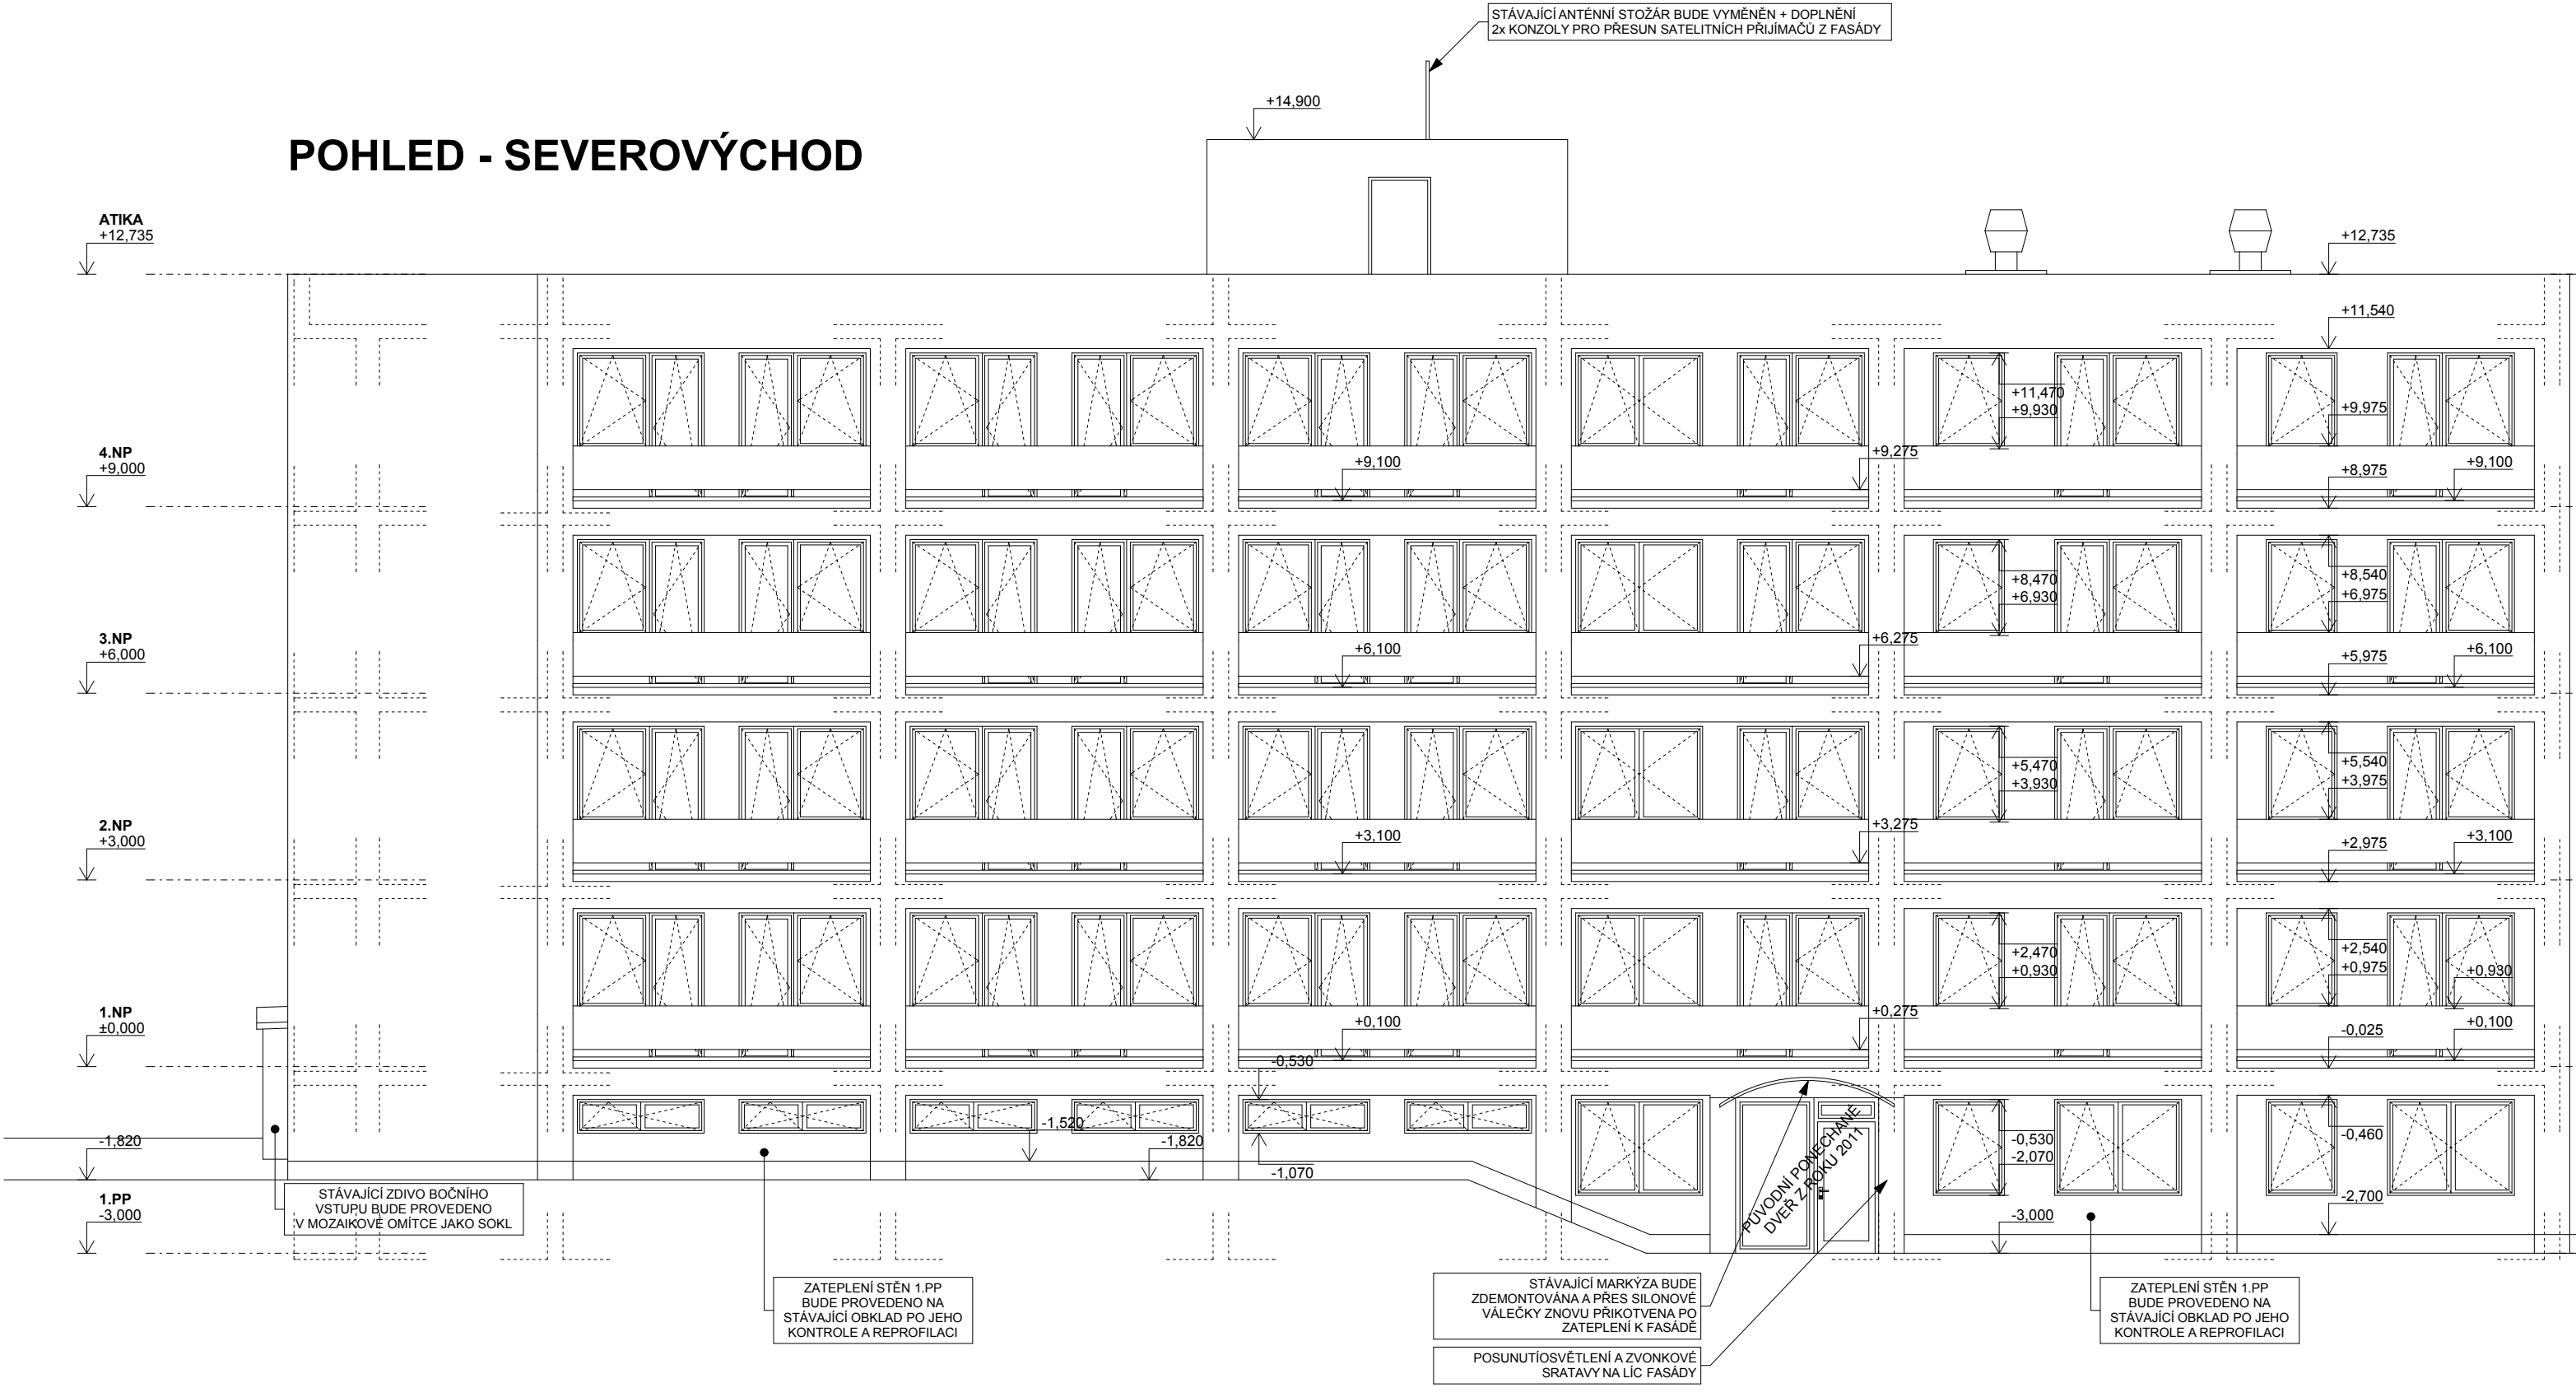 STÁVAJÍCÍ ANTÉNNÍ STOŽÁR BUDE VYMĚNĚN + DOPLNĚNÍ
2x KONZOLY PRO PŘESUN SATELITNÍCH PŘIJÍMAČŮ Z FASÁDY
+14,900
POHLED - SEVEROVÝCHOD
ATIKA
+12,735
+12,735
+11,540
+11,470
+9,930
+9,975
4.NP
+9,000
+9,100
+9,275
+8,975
+9,100
+8,470
+6,930
+8,540
+6,975
3.NP
+6,000
+6,100
+6,275
+5,975
+6,100
+5,470
+3,930
+5,540
+3,975
2.NP
+3,000
+3,100
+3,275
+2,975
+3,100
+2,470
+0,930
+2,540
+0,975
+0,930
1.NP
±0,000
+0,100
+0,275
-0,025
+0,100
-0,530
-1,820
-1,520
-1,820
-1,070
PŮVODNÍ PONECHANÉ
DVEŘ Z ROKU 2011
-0,530
-2,070
-0,460
1.PP
-3,000
STÁVAJÍCÍ ZDIVO BOČNÍHO
VSTUPU BUDE PROVEDENO
V MOZAIKOVÉ OMÍTCE JAKO SOKL
-3,000
-2,700
ZATEPLENÍ STĚN 1.PP
BUDE PROVEDENO NA
STÁVAJÍCÍ OBKLAD PO JEHO
KONTROLE A REPROFILACI
STÁVAJÍCÍ MARKÝZA BUDE
ZDEMONTOVÁNA A PŘES SILONOVÉ
VÁLEČKY ZNOVU PŘIKOTVENA PO
ZATEPLENÍ K FASÁDĚ
POSUNUTÍOSVĚTLENÍ A ZVONKOVÉ
SRATAVY NA LÍC FASÁDY
ZATEPLENÍ STĚN 1.PP
BUDE PROVEDENO NA
STÁVAJÍCÍ OBKLAD PO JEHO
KONTROLE A REPROFILACI